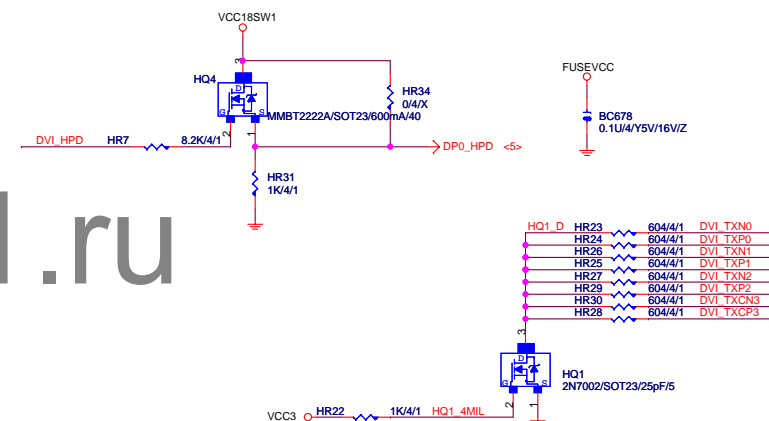 VCC18SW1
3
HQ4
D
G
S
MMBT2222A/SOT23/600mA/40
2
1
HR34
0/4/X
FUSEVCC
BC678
0.1U/4/Y5V/16V/Z
DVI_HPD
HR7
8.2K/4/1
DP0_HPD <5>
HR31
1K/4/1
.ru
HQ1_D HR23 604/4/1 DVI_TXN0
HR24 604/4/1 DVI_TXP0
HR26 604/4/1 DVI_TXN1
HR25 604/4/1 DVI_TXP1
HR27 604/4/1 DVI_TXN2
HR29 604/4/1 DVI_TXP2
HR30 604/4/1 DVI_TXCN3
HR28 604/4/1 DVI_TXCP3
3
D
G
S
HQ1
2N7002/SOT23/25pF/5
2
1
VCC3 HR22 1K/4/1 HQ1_4MIL